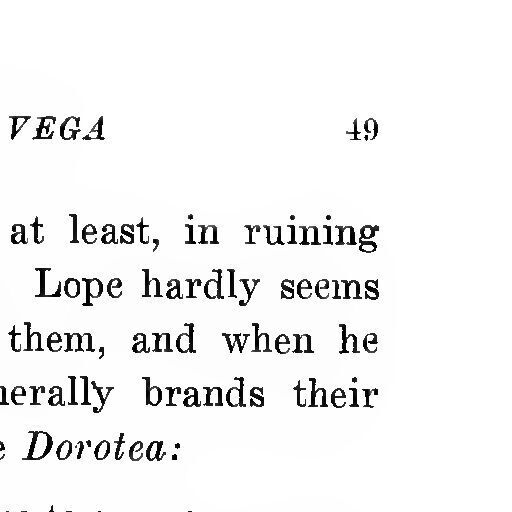 VEGA 49
at least, in ruining
Lope hardly seems
them, and when he
nerally brands their
Dorotea: